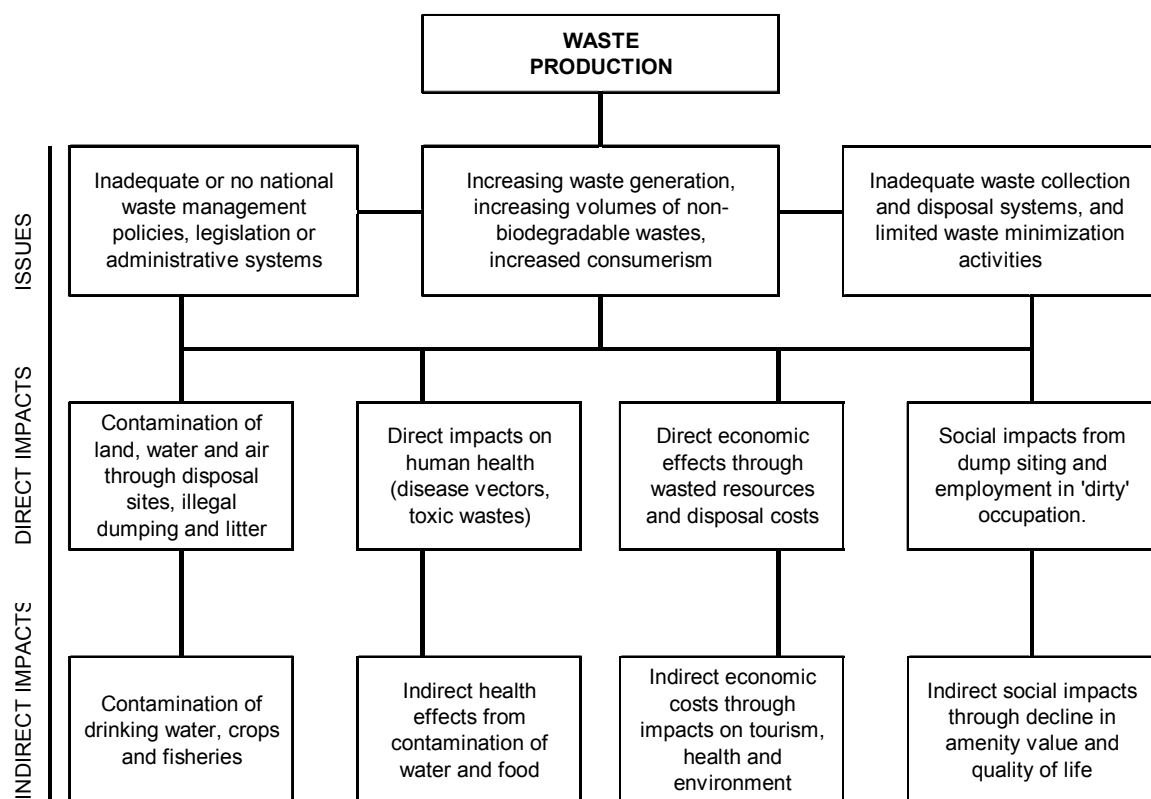 WASTE
PRODUCTION
ISSUES
Inadequate or no national
waste management
policies, legislation or
administrative systems
Increasing waste generation,
increasing volumes of non-
biodegradable wastes,
increased consumerism
Inadequate waste collection
and disposal systems, and
limited waste minimization
activities
DIRECT IMPACTS
Contamination of
land, water and air
through disposal
sites, illegal
dumping and litter
Direct impacts on
human health
(disease vectors,
toxic wastes)
Direct economic
effects through
wasted resources
and disposal costs
Social impacts from
dump siting and
employment in 'dirty'
occupation.
INDIRECT IMPACTS
Contamination of
drinking water, crops
and fisheries
Indirect health
effects from
contamination of
water and food
Indirect economic
costs through
impacts on tourism,
health and
environment
Indirect social impacts
through decline in
amenity value and
quality of life